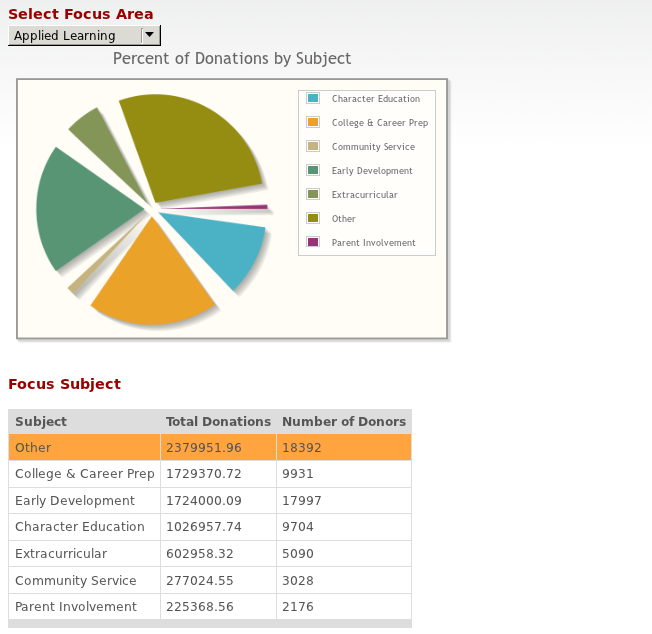 Select Focus Area
Applied Learning
Percent of Donations by Subject
Character Education
College & Career Prep
Community Service
Early Development
Extracurricular
Other
Parent Involvement
Focus Subject
Subject Total Donations Number of Donors
Other 2379951.96 18392
College & Career Prep 1729370.72 9931
Early Development 1724000.09 17997
Character Education 1026957.74 9704
Extracurricular 602958.32 5090
Community Service 277024.55 3028
Parent Involvement 225368.56 2176